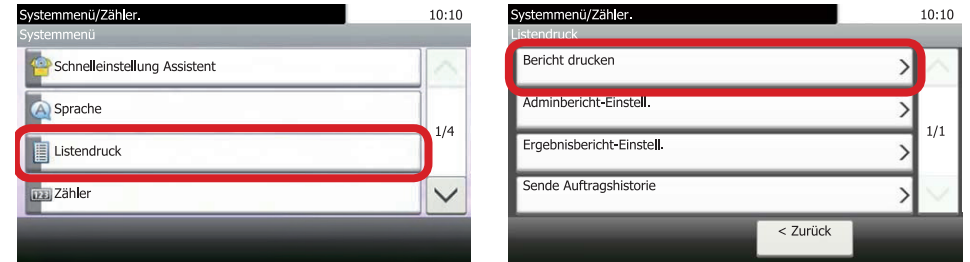 Systemmenü/Zähler. 10:10
Systemmenü
Schnelleinstellung Assistent
Sprache
1/4
Listendruck
123 Zähler
Systemmenü/Zähler. 10:10
Listendruck
Bericht drucken
Adminbericht-Einstell.
1/1
Ergebnisbericht-Einstell.
Sende Auftragshistorie
< Zurück